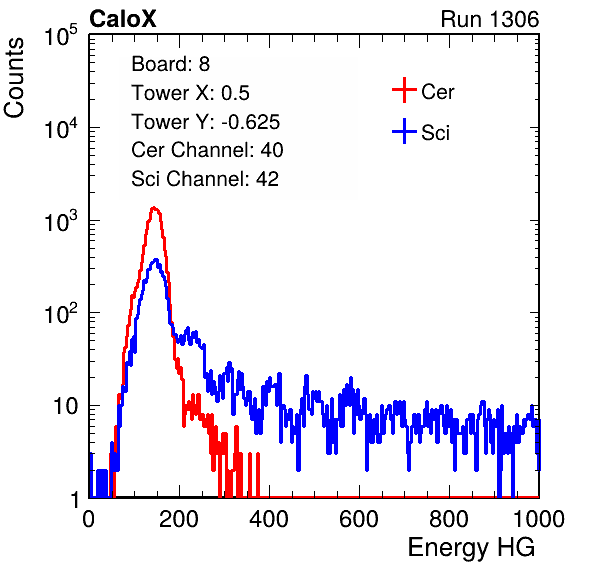 CaloX Run 1306
Counts
10^5
10^4
10^3
10^2
10
1
Board: 8
Tower X: 0.5
Tower Y: -0.625
Cer Channel: 40
Sci Channel: 42
Cer
Sci
0 200 400 600 800 1000
Energy HG